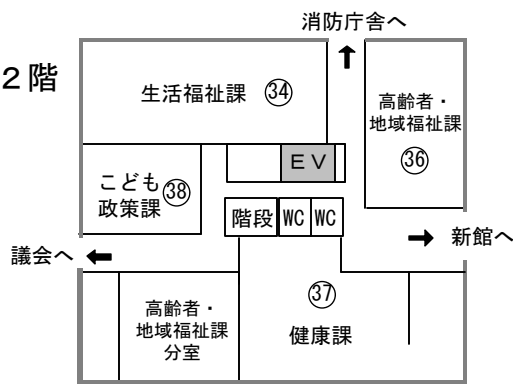 消防庁舎へ
２階
生活福祉課 ㉞
高齢者・
地域福祉課
㊱
ＥＶ
こども
政策課
㊳
階段 WC WC
新館へ
議会へ
㊲
健康課
高齢者・
地域福祉課
分室